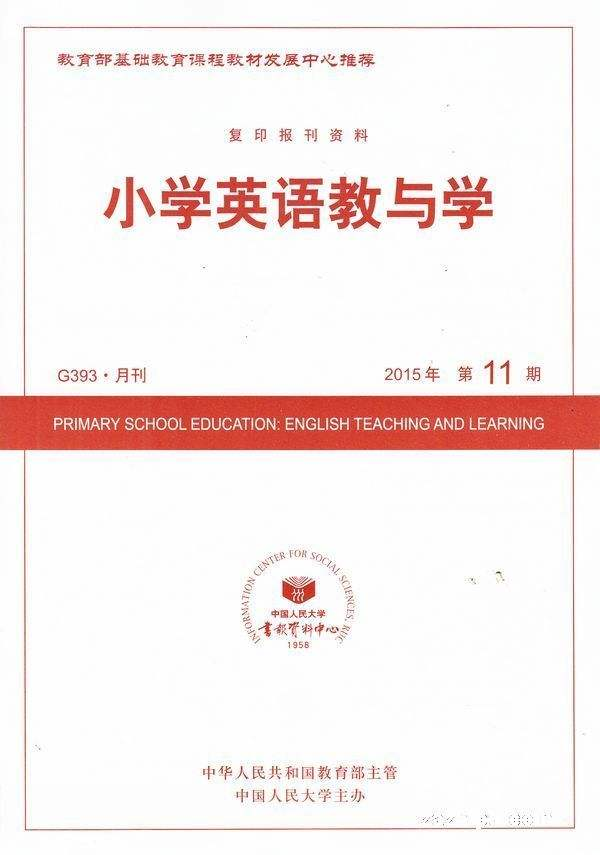 教育部基础教育课程教材发展中心推荐
复印报刊资料
小学英语教与学
G393·月刊
2015年 第11期
PRIMARY SCHOOL EDUCATION: ENGLISH TEACHING AND LEARNING
INFORMATION CENTER FOR SOCIAL SCIENCES, RUC
中国人民大学
書報資料中心
1958
中华人民共和国教育部主管
中国人民大学主办